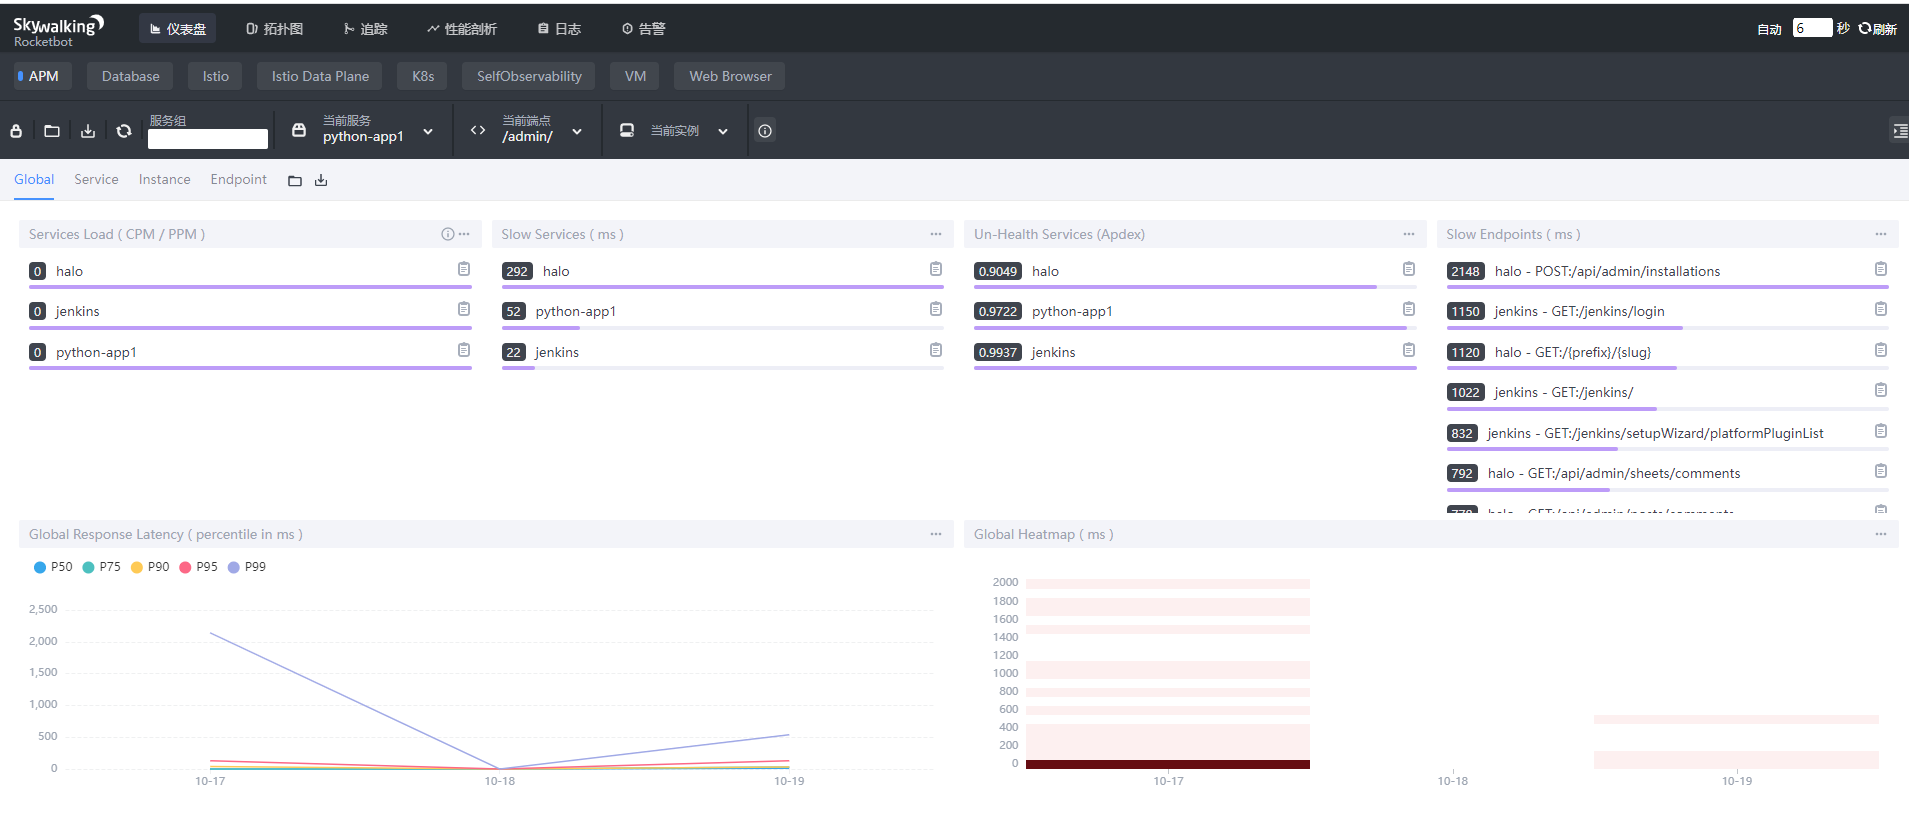 Skywalking
Rocketbot
仪表盘 拓扑图 追踪 性能剖析 日志 告警
自动 6 秒 刷新
APM Database Istio Istio Data Plane K8s SelfObservability VM Web Browser
服务组
当前服务
python-app1
当前端点
/admin/
当前实例
Global Service Instance Endpoint
Services Load ( CPM / PPM )
0 halo
0 jenkins
0 python-app1
Slow Services ( ms )
292 halo
52 python-app1
22 jenkins
Un-Health Services (Apdex)
0.9049 halo
0.9722 python-app1
0.9937 jenkins
Slow Endpoints ( ms )
2148 halo - POST:/api/admin/installations
1150 jenkins - GET:/jenkins/login
1120 halo - GET:/{prefix}/{slug}
1022 jenkins - GET:/jenkins/
832 jenkins - GET:/jenkins/setupWizard/platformPluginList
792 halo - GET:/api/admin/sheets/comments
halo - GET:/api/admin/posts/comments
Global Response Latency ( percentile in ms )
P50 P75 P90 P95 P99
2,500
2,000
1,500
1,000
500
0
10-17 10-18 10-19
Global Heatmap ( ms )
2000
1800
1600
1400
1200
1000
800
600
400
200
0
10-17 10-18 10-19